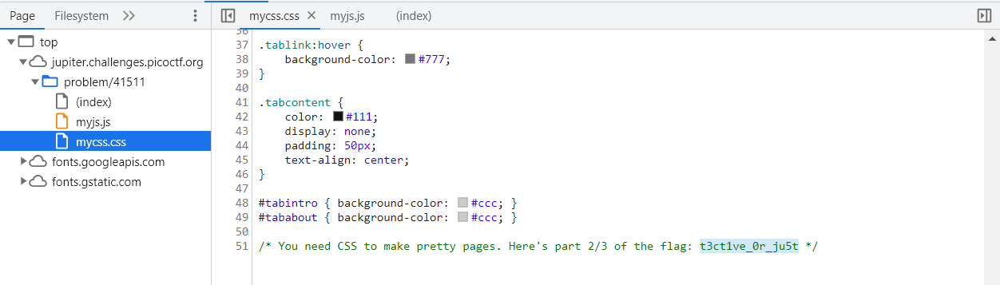 Page Filesystem mycss.css myjs.js (index)
top
jupiter.challenges.picoctf.org
problem/41511
(index)
myjs.js
mycss.css
fonts.googleapis.com
fonts.gstatic.com
36
37 .tablink:hover {
38 background-color: #777;
39 }
40
41 .tabcontent {
42 color: #111;
43 display: none;
44 padding: 50px;
45 text-align: center;
46 }
47
48 #tabintro { background-color: #ccc; }
49 #tababout { background-color: #ccc; }
50
51 /* You need CSS to make pretty pages. Here's part 2/3 of the flag: t3ct1ve_0r_ju5t */